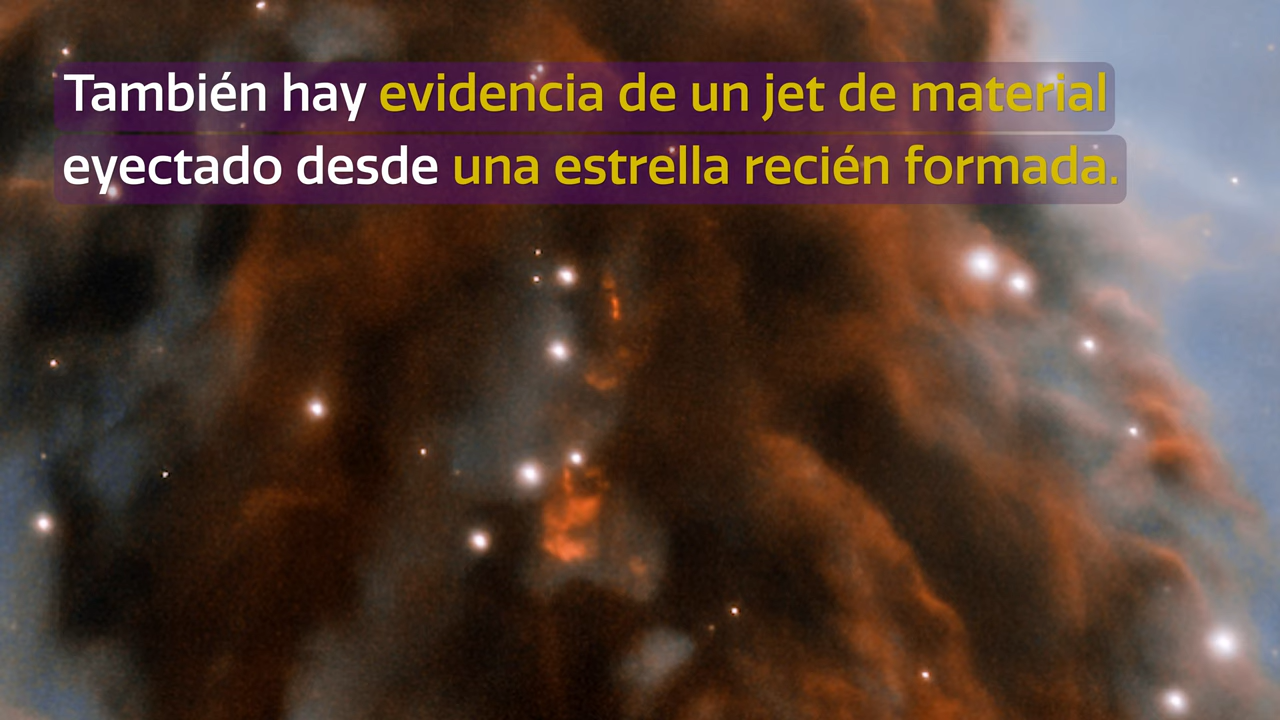 También hay evidencia de un jet de material
eyectado desde una estrella recién formada.